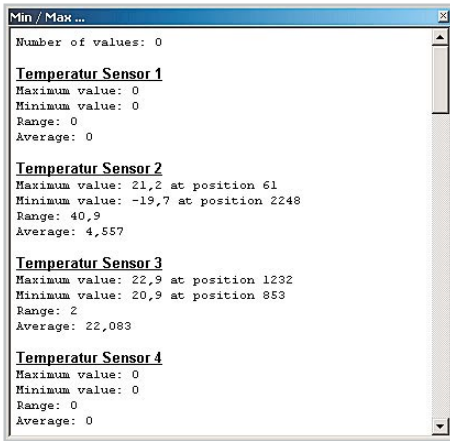 Min / Max ...
Number of values: 0
Temperatur Sensor 1
Maximum value: 0
Minimum value: 0
Range: 0
Average: 0
Temperatur Sensor 2
Maximum value: 21,2 at position 61
Minimum value: -19,7 at position 2248
Range: 40,9
Average: 4,557
Temperatur Sensor 3
Maximum value: 22,9 at position 1232
Minimum value: 20,9 at position 853
Range: 2
Average: 22,083
Temperatur Sensor 4
Maximum value: 0
Minimum value: 0
Range: 0
Average: 0